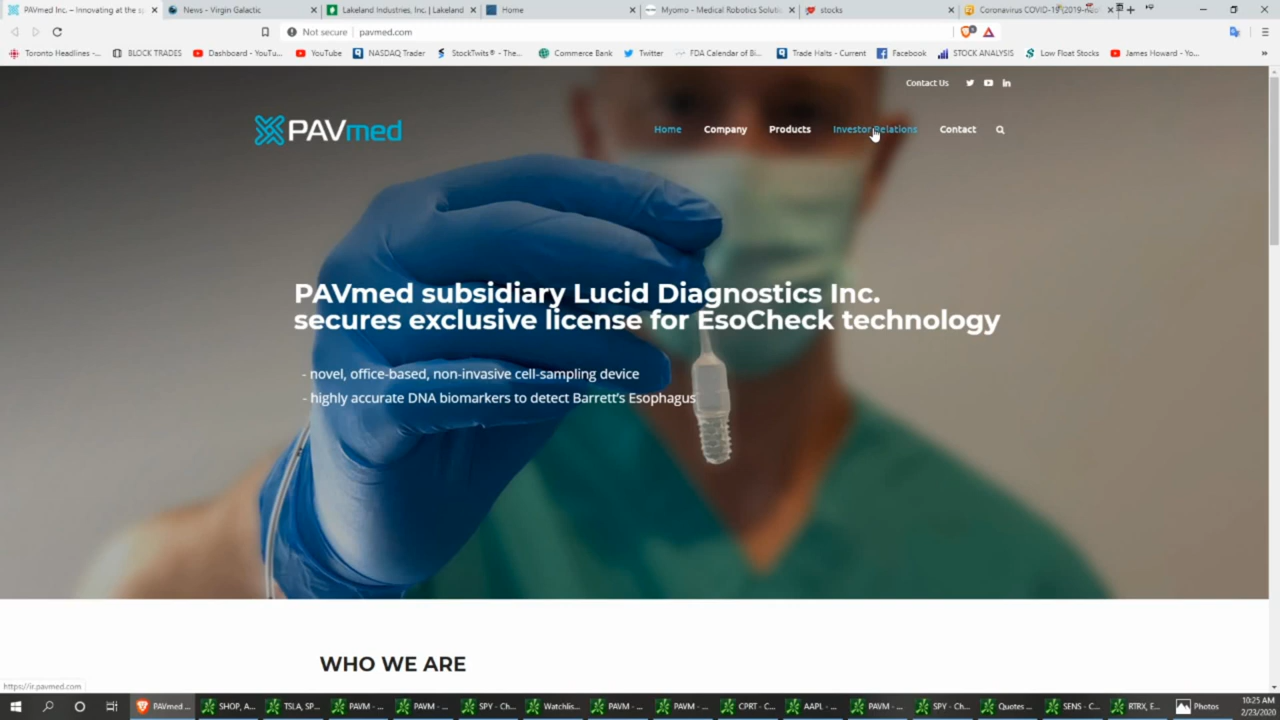 PAVmed Inc. – Innovating at the s
News - Virgin Galactic
Lakeland Industries, Inc. | Lakeland
Home
Myomo - Medical Robotics Soluti
stocks
Coronavirus COVID-19 (2019-n
Not secure
pavmed.com
Toronto Headlines -...
BLOCK TRADES
Dashboard - YouTu...
YouTube
NASDAQ Trader
StockTwits® - The...
Commerce Bank
Twitter
FDA Calendar of Bi...
Trade Halts - Current
Facebook
STOCK ANALYSIS
Low Float Stocks
James Howard - Yo...
Contact Us
PAVmed
Home
Company
Products
Investor Relations
Contact
PAVmed subsidiary Lucid Diagnostics Inc.
secures exclusive license for EsoCheck technology
- novel, office-based, non-invasive cell-sampling device
- highly accurate DNA biomarkers to detect Barrett's Esophagus
WHO WE ARE
https://ir.pavmed.com
PAVmed ...
SHOP, A...
TSLA, SP...
PAVM - ...
PAVM - ...
SPY - Ch...
Watchlis...
PAVM - ...
PAVM - ...
CPRT - C...
AAPL - ...
PAVM - ...
SPY - Ch...
Quotes ...
SENS - C...
RTRX, E...
Photos
10:25 AM
2/23/2020